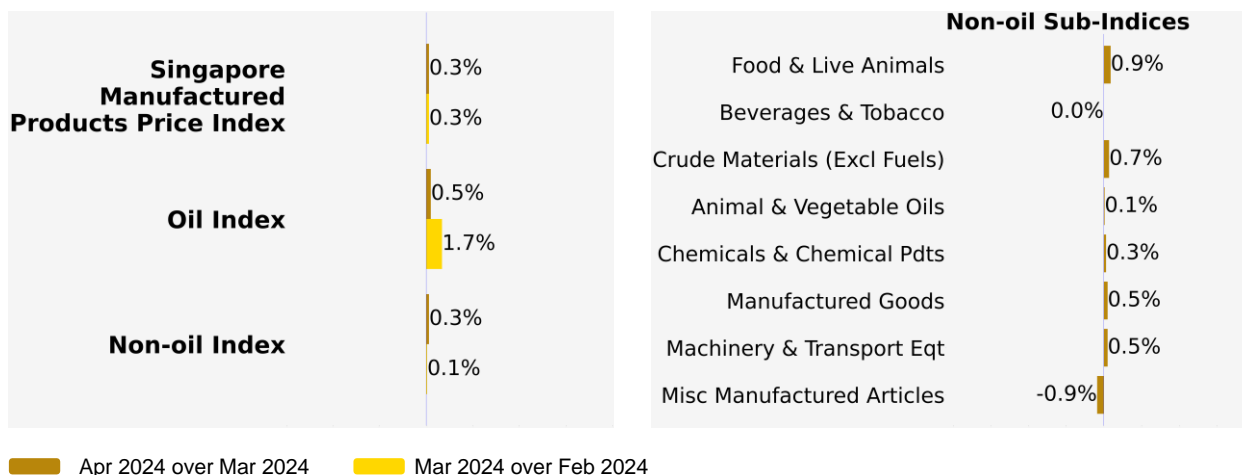 Singapore
Manufactured
Products Price Index
0.3%
0.3%
Oil Index
0.5%
1.7%
Non-oil Index
0.3%
0.1%
Non-oil Sub-Indices
Food & Live Animals
0.9%
Beverages & Tobacco
0.0%
Crude Materials (Excl Fuels)
0.7%
Animal & Vegetable Oils
0.1%
Chemicals & Chemical Pdts
0.3%
Manufactured Goods
0.5%
Machinery & Transport Eqt
0.5%
Misc Manufactured Articles
-0.9%
Apr 2024 over Mar 2024
Mar 2024 over Feb 2024